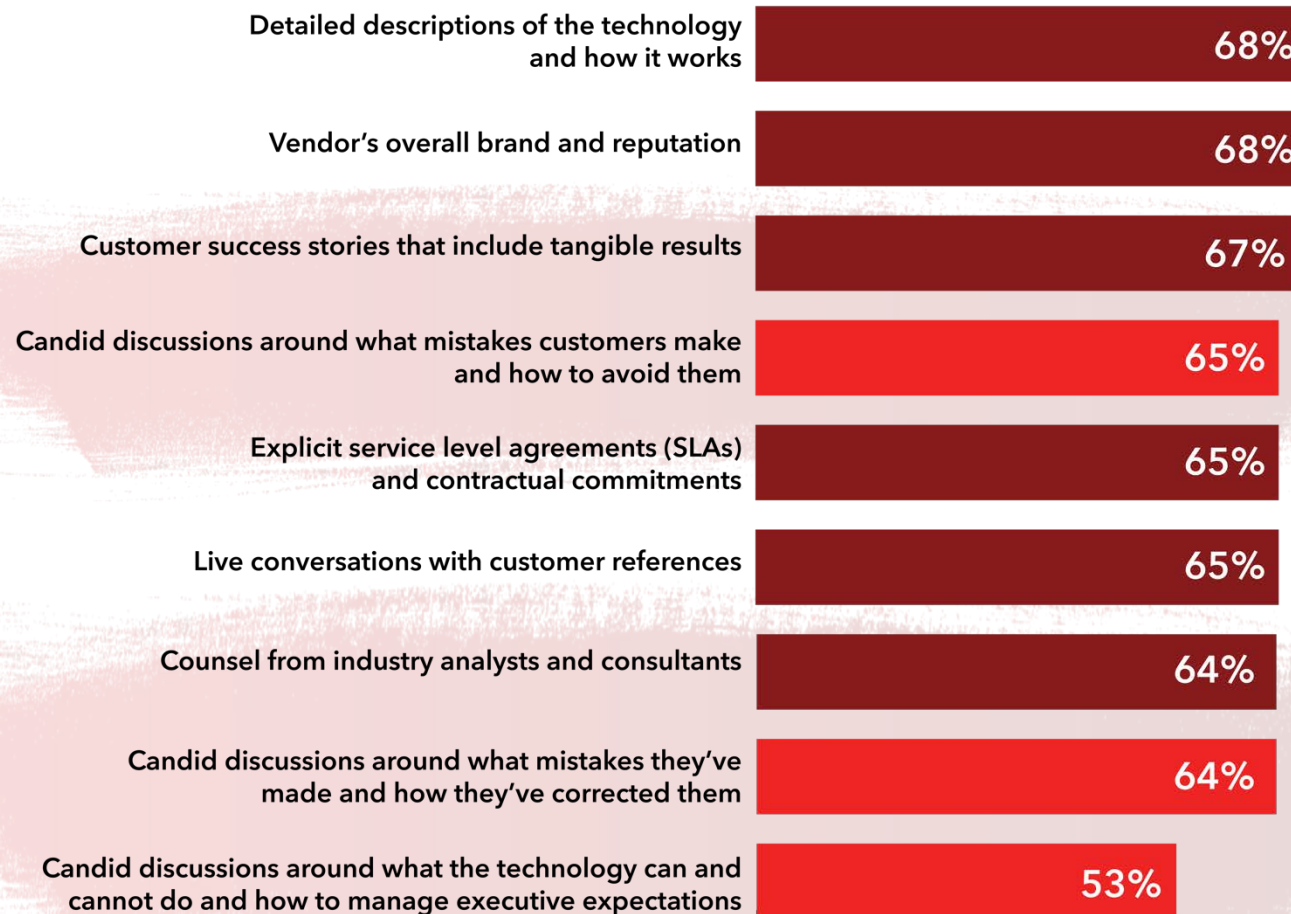 Detailed descriptions of the technology
and how it works
68%
Vendor’s overall brand and reputation
68%
Customer success stories that include tangible results
67%
Candid discussions around what mistakes customers make
and how to avoid them
65%
Explicit service level agreements (SLAs)
and contractual commitments
65%
Live conversations with customer references
65%
Counsel from industry analysts and consultants
64%
Candid discussions around what mistakes they’ve
made and how they’ve corrected them
64%
Candid discussions around what the technology can and
cannot do and how to manage executive expectations
53%